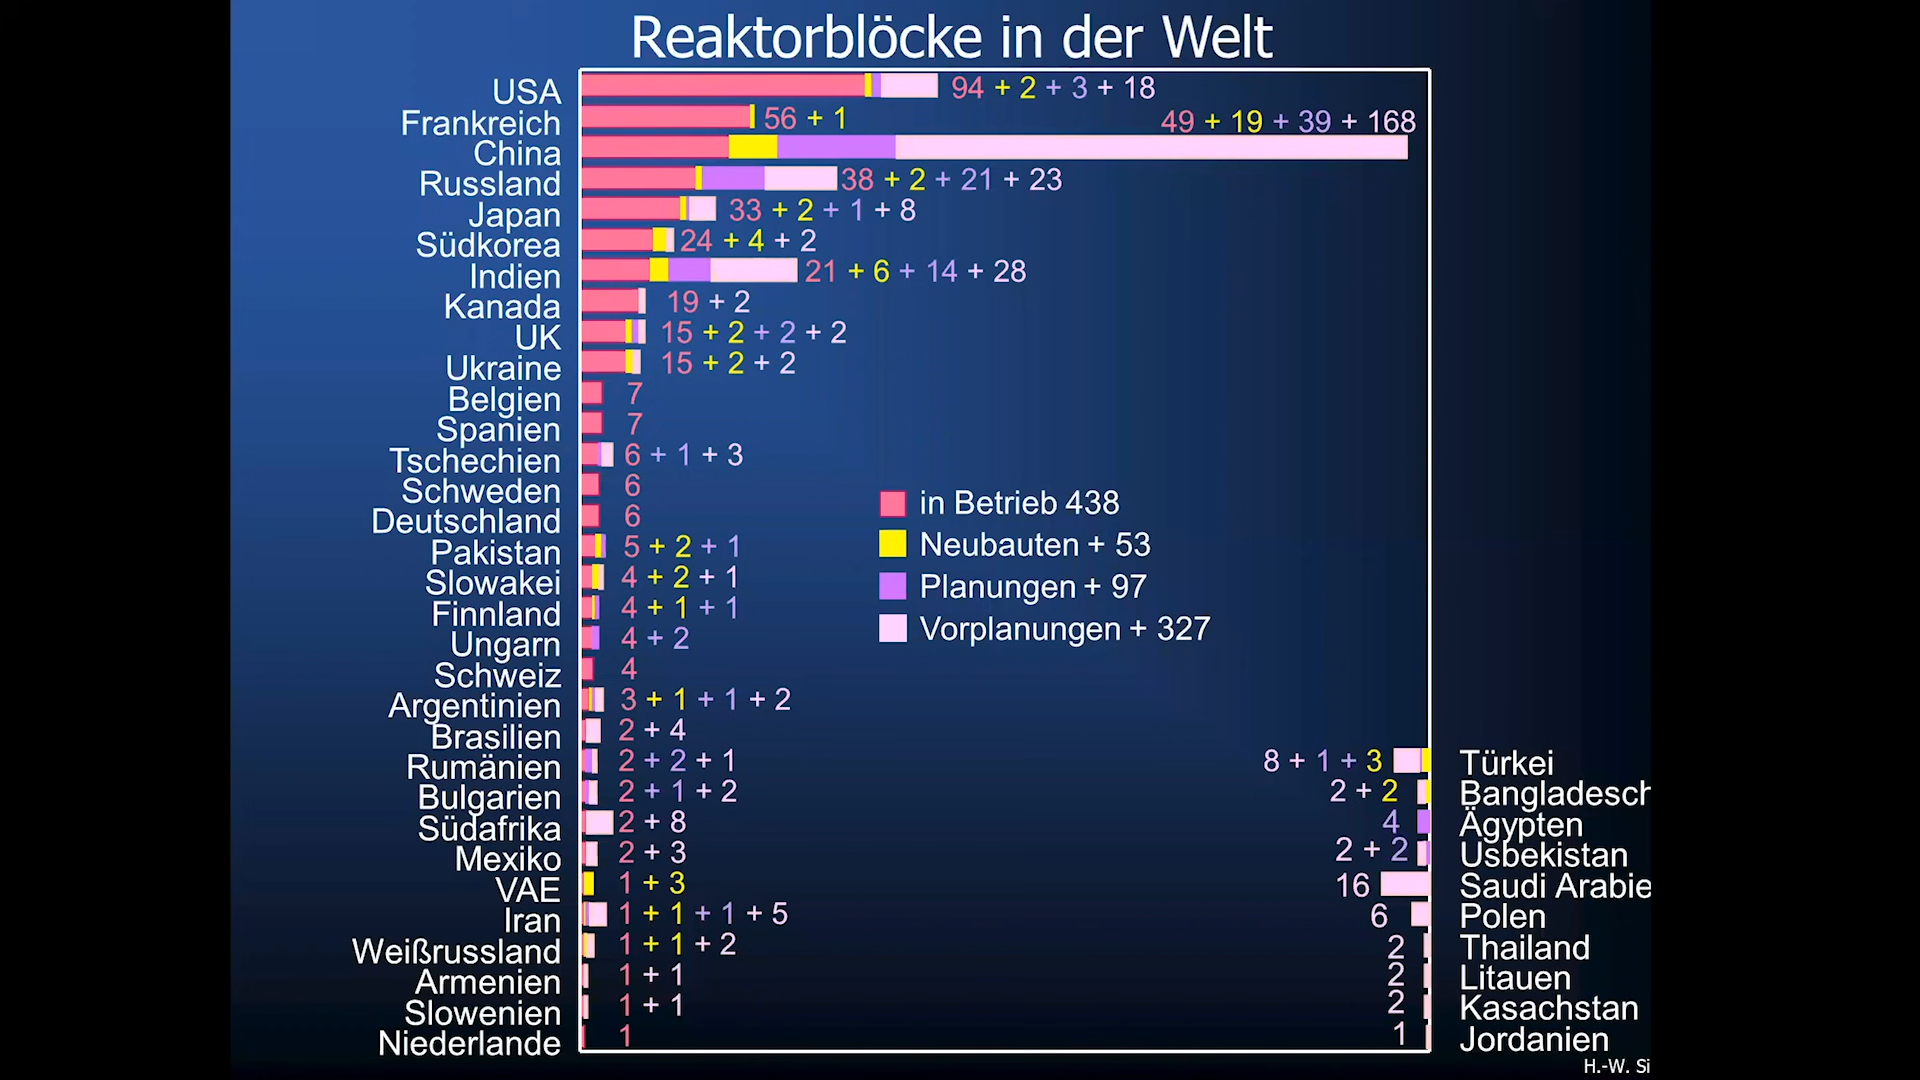 Reaktorblöcke in der Welt
USA 94 + 2 + 3 + 18
Frankreich 56 + 1
China 49 + 19 + 39 + 168
Russland 38 + 2 + 21 + 23
Japan 33 + 2 + 1 + 8
Südkorea 24 + 4 + 2
Indien 21 + 6 + 14 + 28
Kanada 19 + 2
UK 15 + 2 + 2 + 2
Ukraine 15 + 2 + 2
Belgien 7
Spanien 7
Tschechien 6 + 1 + 3
Schweden 6
Deutschland 6
Pakistan 5 + 2 + 1
Slowakei 4 + 2 + 1
Finnland 4 + 1 + 1
Ungarn 4 + 2
Schweiz 4
Argentinien 3 + 1 + 1 + 2
Brasilien 2 + 4
Rumänien 2 + 2 + 1
Bulgarien 2 + 1 + 2
Südafrika 2 + 8
Mexiko 2 + 3
VAE 1 + 3
Iran 1 + 1 + 1 + 5
Weißrussland 1 + 1 + 2
Armenien 1 + 1
Slowenien 1 + 1
Niederlande 1
in Betrieb 438
Neubauten + 53
Planungen + 97
Vorplanungen + 327
8 + 1 + 3 Türkei
2 + 2 Bangladesch
4 Ägypten
2 + 2 Usbekistan
16 Saudi Arabie
6 Polen
2 Thailand
2 Litauen
2 Kasachstan
1 Jordanien
H.-W. Si